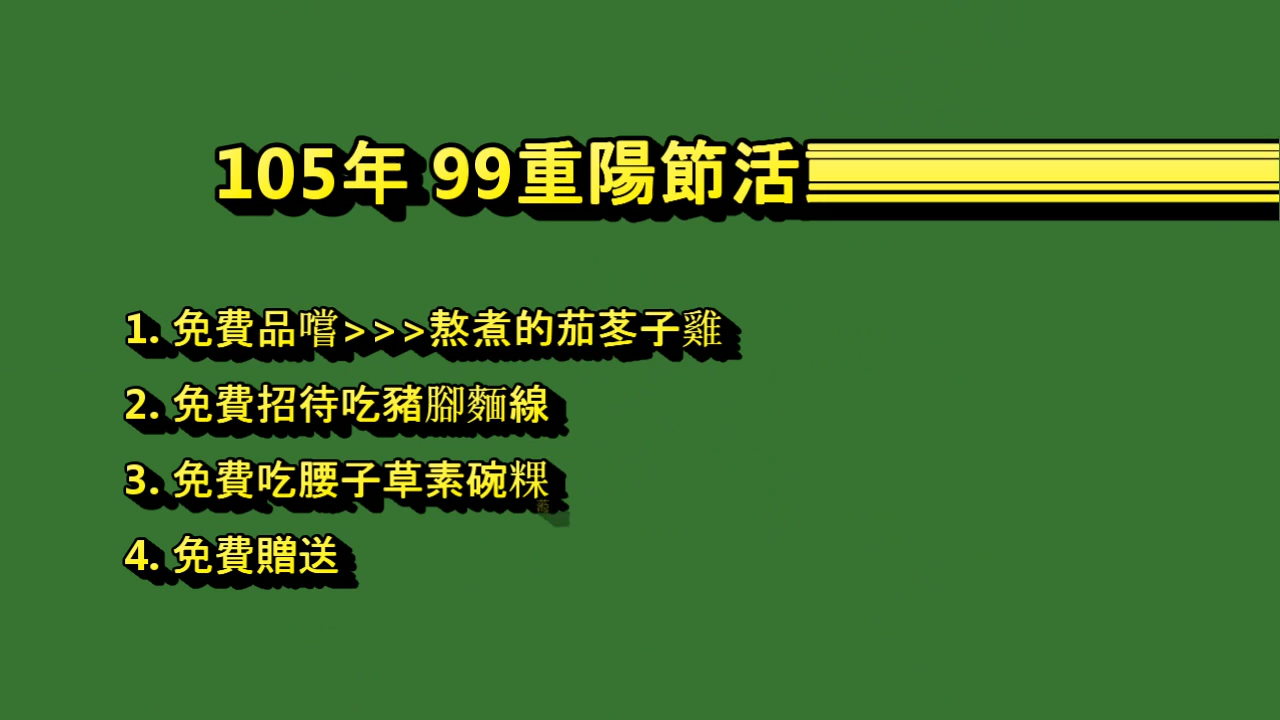 105年 99重陽節活
1. 免費品嚐>>>熬煮的茄苳子雞
2. 免費招待吃豬腳麵線
3. 免費吃腰子草素碗粿
4. 免費贈送